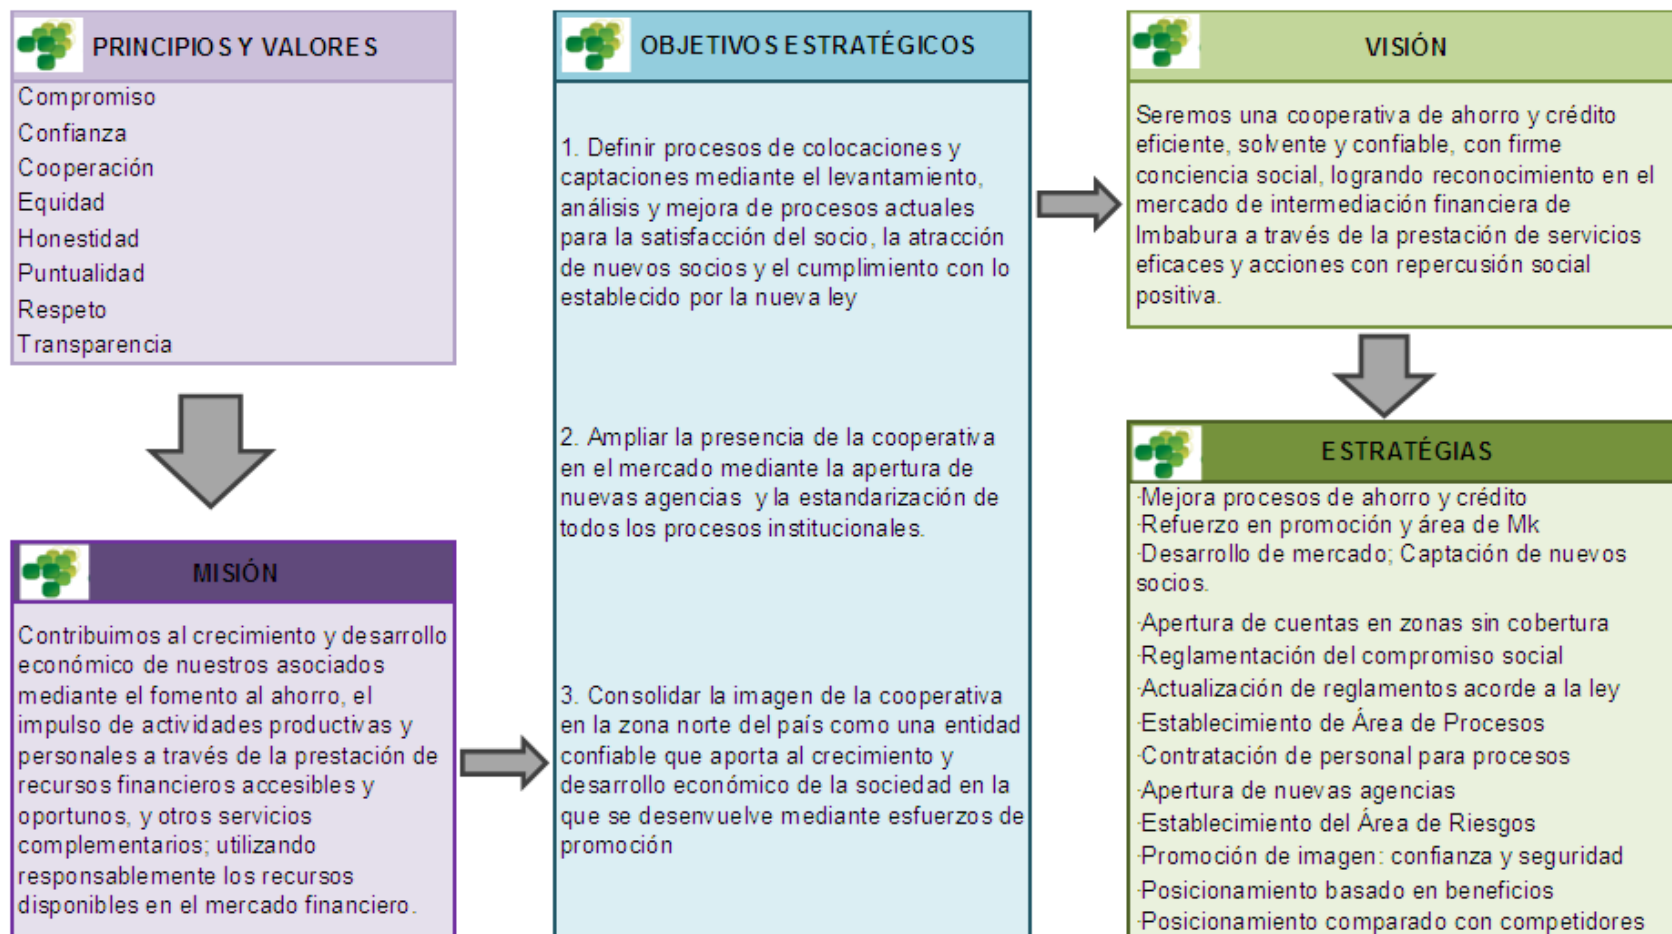 PRINCIPIOS Y VALORES
Compromiso
Confianza
Cooperación
Equidad
Honestidad
Puntualidad
Respeto
Transparencia
MISIÓN
Contribuimos al crecimiento y desarrollo
económico de nuestros asociados
mediante el fomento al ahorro, el
impulso de actividades productivas y
personales a través de la prestación de
recursos financieros accesibles y
oportunos, y otros servicios
complementarios; utilizando
responsablemente los recursos
disponibles en el mercado financiero.
OBJETIVOS ESTRATÉGICOS
1. Definir procesos de colocaciones y
captaciones mediante el levantamiento,
análisis y mejora de procesos actuales
para la satisfacción del socio, la atracción
de nuevos socios y el cumplimiento con lo
establecido por la nueva ley
2. Ampliar la presencia de la cooperativa
en el mercado mediante la apertura de
nuevas agencias y la estandarización de
todos los procesos institucionales.
3. Consolidar la imagen de la cooperativa
en la zona norte del país como una entidad
confiable que aporta al crecimiento y
desarrollo económico de la sociedad en la
que se desenvuelve mediante esfuerzos de
promoción
VISIÓN
Seremos una cooperativa de ahorro y crédito
eficiente, solvente y confiable, con firme
conciencia social, logrando reconocimiento en el
mercado de intermediación financiera de
Imbabura a través de la prestación de servicios
eficaces y acciones con repercusión social
positiva.
ESTRATÉGIAS
·Mejora procesos de ahorro y crédito
·Refuerzo en promoción y área de Mk
·Desarrollo de mercado; Captación de nuevos
socios.
·Apertura de cuentas en zonas sin cobertura
·Reglamentación del compromiso social
·Actualización de reglamentos acorde a la ley
·Establecimiento de Área de Procesos
·Contratación de personal para procesos
·Apertura de nuevas agencias
·Establecimiento del Área de Riesgos
·Promoción de imagen: confianza y seguridad
·Posicionamiento basado en beneficios
·Posicionamiento comparado con competidores